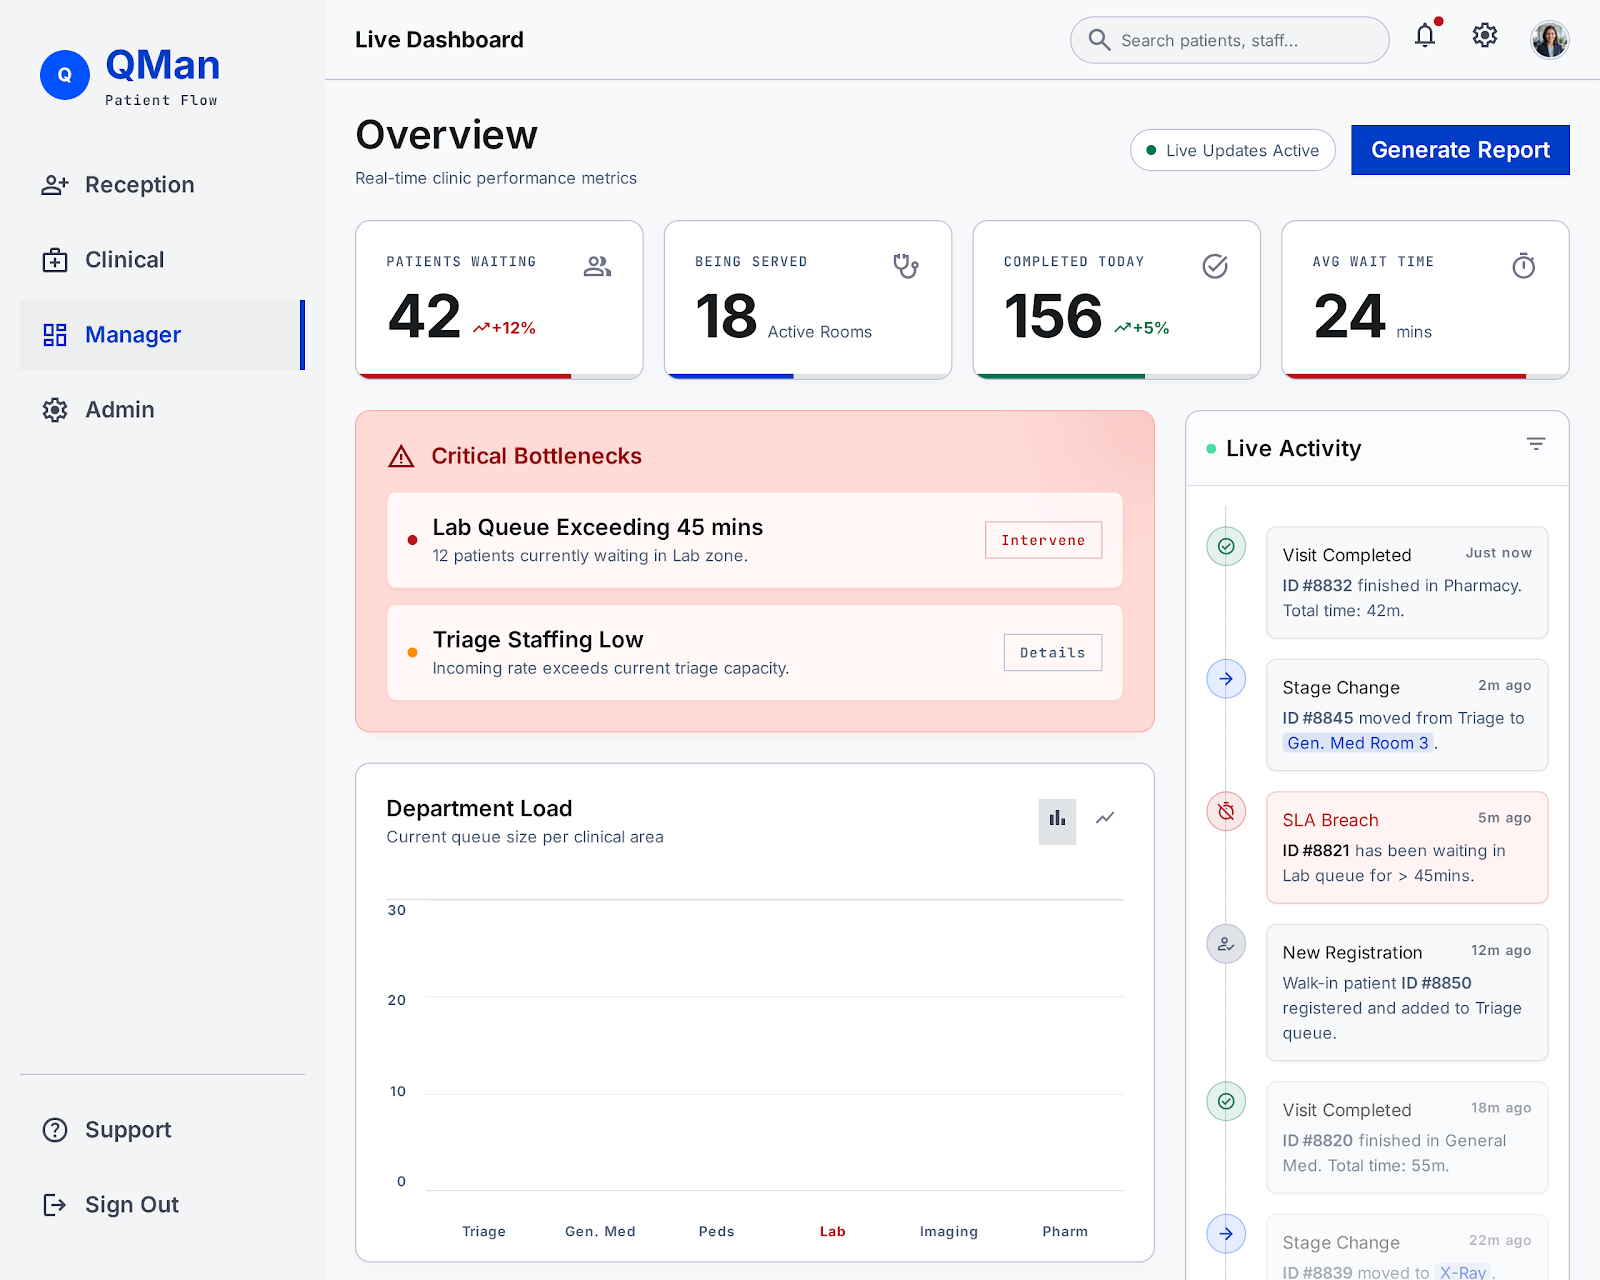 Q
QMan
Patient Flow
Reception
Clinical
Manager
Admin
Support
Sign Out
Live Dashboard
Search patients, staff...
Overview
Real-time clinic performance metrics
Live Updates Active
Generate Report
PATIENTS WAITING
42
+12%
BEING SERVED
18
Active Rooms
COMPLETED TODAY
156
+5%
AVG WAIT TIME
24
mins
Critical Bottlenecks
Lab Queue Exceeding 45 mins
12 patients currently waiting in Lab zone.
Intervene
Triage Staffing Low
Incoming rate exceeds current triage capacity.
Details
Department Load
Current queue size per clinical area
30
20
10
0
Triage
Gen. Med
Peds
Lab
Imaging
Pharm
Live Activity
Visit Completed
Just now
ID #8832 finished in Pharmacy.
Total time: 42m.
Stage Change
2m ago
ID #8845 moved from Triage to
Gen. Med Room 3.
SLA Breach
5m ago
ID #8821 has been waiting in
Lab queue for > 45mins.
New Registration
12m ago
Walk-in patient ID #8850
registered and added to Triage
queue.
Visit Completed
18m ago
ID #8820 finished in General
Med. Total time: 55m.
Stage Change
22m ago
ID #8839 moved to X-Ray.